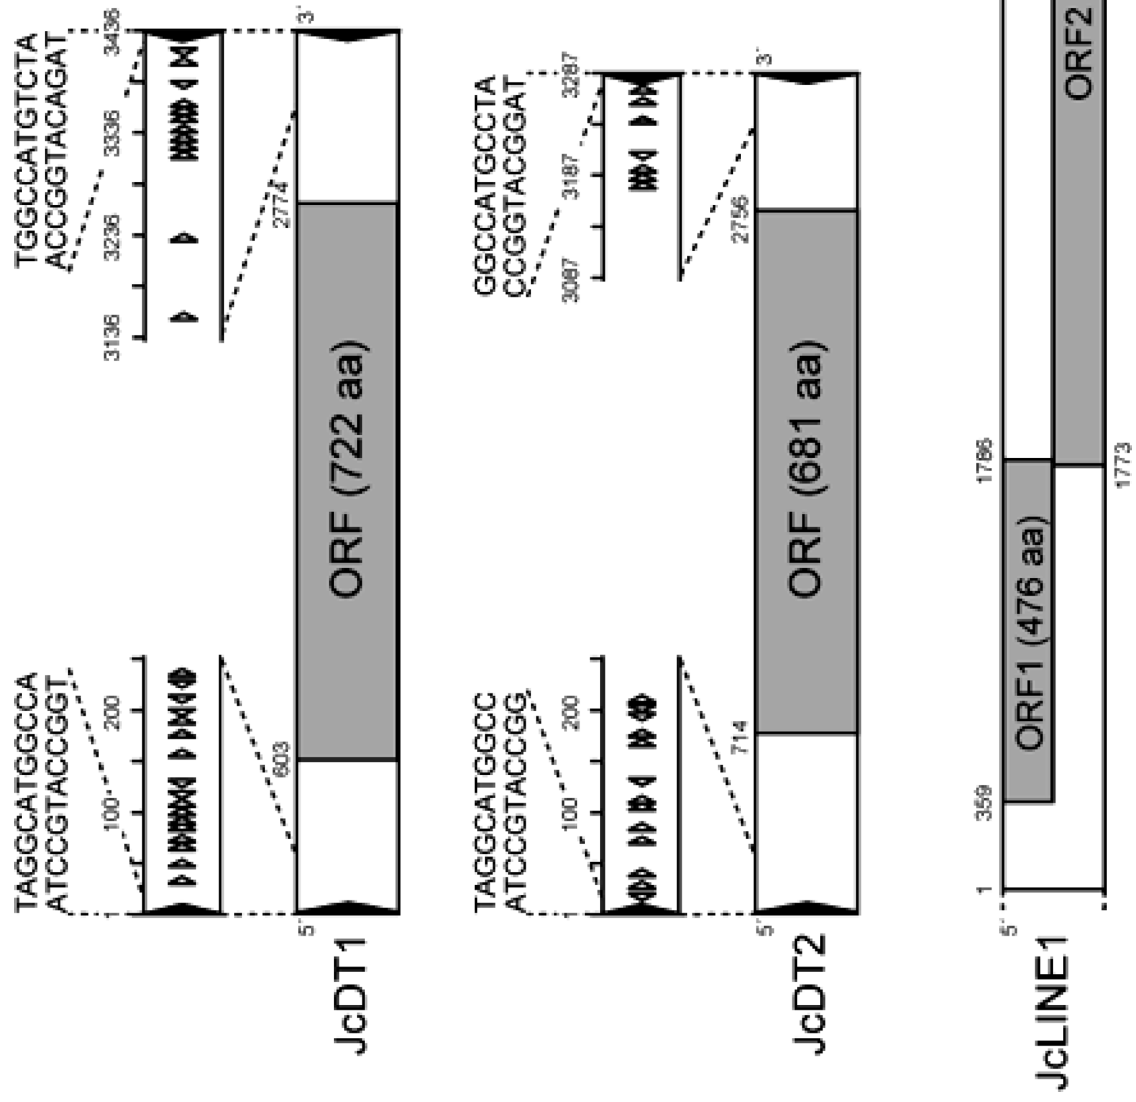 TAGGCATGGCCA
ATCCGTACCGGT
TGGCCATGTCTA
ACCGGTACAGAT
1
100
200
3136
3236
3336
3436
603
2774
5'
3'
JcDT1
ORF (722 aa)
TAGGCATGGCC
ATCCGTACCGG
GGCCATGCCTA
CCGGTACGGAT
1
100
200
3087
3187
3287
714
2756
5'
3'
JcDT2
ORF (681 aa)
1
359
1786
5'
JcLINE1
ORF1 (476 aa)
ORF2
1773